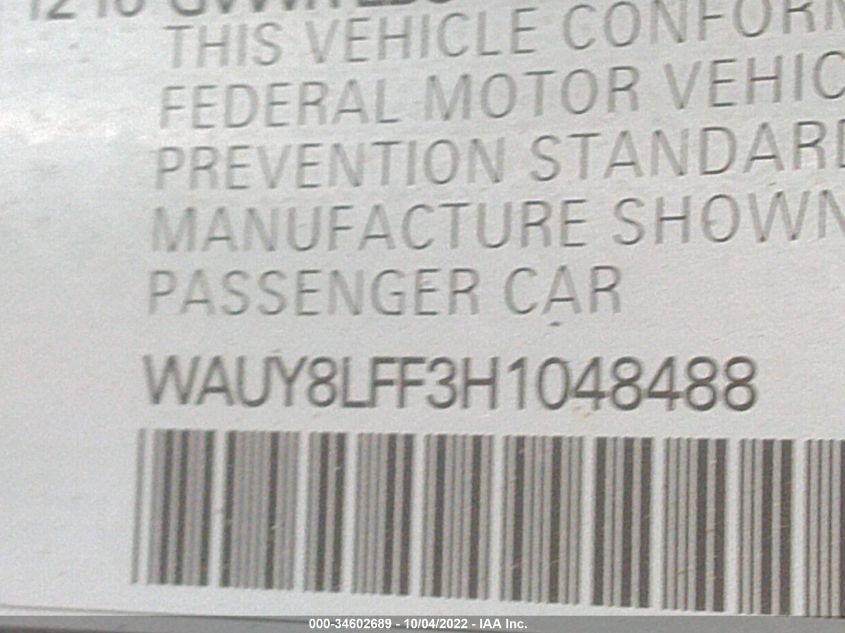 THIS VEHICLE CONFORM
FEDERAL MOTOR VEHIC
PREVENTION STANDARD
MANUFACTURE SHOWN
PASSENGER CAR
WAUY8LFF3H1048488
000-34602689 - 10/04/2022 - IAA Inc.